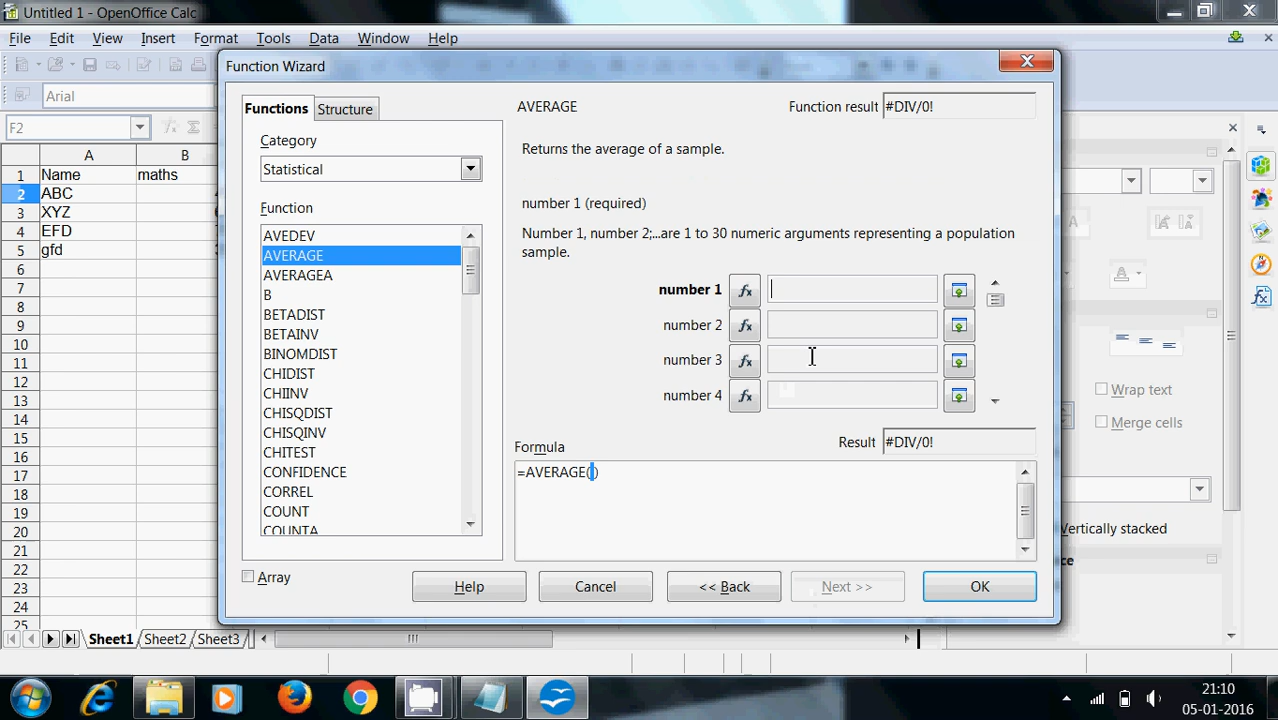 Untitled 1 - OpenOffice Calc
File Edit View Insert Format Tools Data Window Help
Function Wizard
Arial
Functions Structure
AVERAGE
Function result #DIV/0!
F2
Category
Statistical
Returns the average of a sample.
A B
1 Name maths
2 ABC
3 XYZ
4 EFD
5 gfd
6
7
8
9
10
11
12
13
14
15
16
17
18
19
20
21
22
23
24
25
Function
AVEDEV
AVERAGE
AVERAGEA
B
BETADIST
BETAINV
BINOMDIST
CHIDIST
CHIINV
CHISQDIST
CHISQINV
CHITEST
CONFIDENCE
CORREL
COUNT
COUNTA
number 1 (required)
Number 1, number 2;...are 1 to 30 numeric arguments representing a population
sample.
number 1
number 2
number 3
number 4
Formula
Result #DIV/0!
=AVERAGE()
Array
Help Cancel << Back Next >> OK
Wrap text
Merge cells
Vertically stacked
Sheet1 Sheet2 Sheet3
21:10
05-01-2016